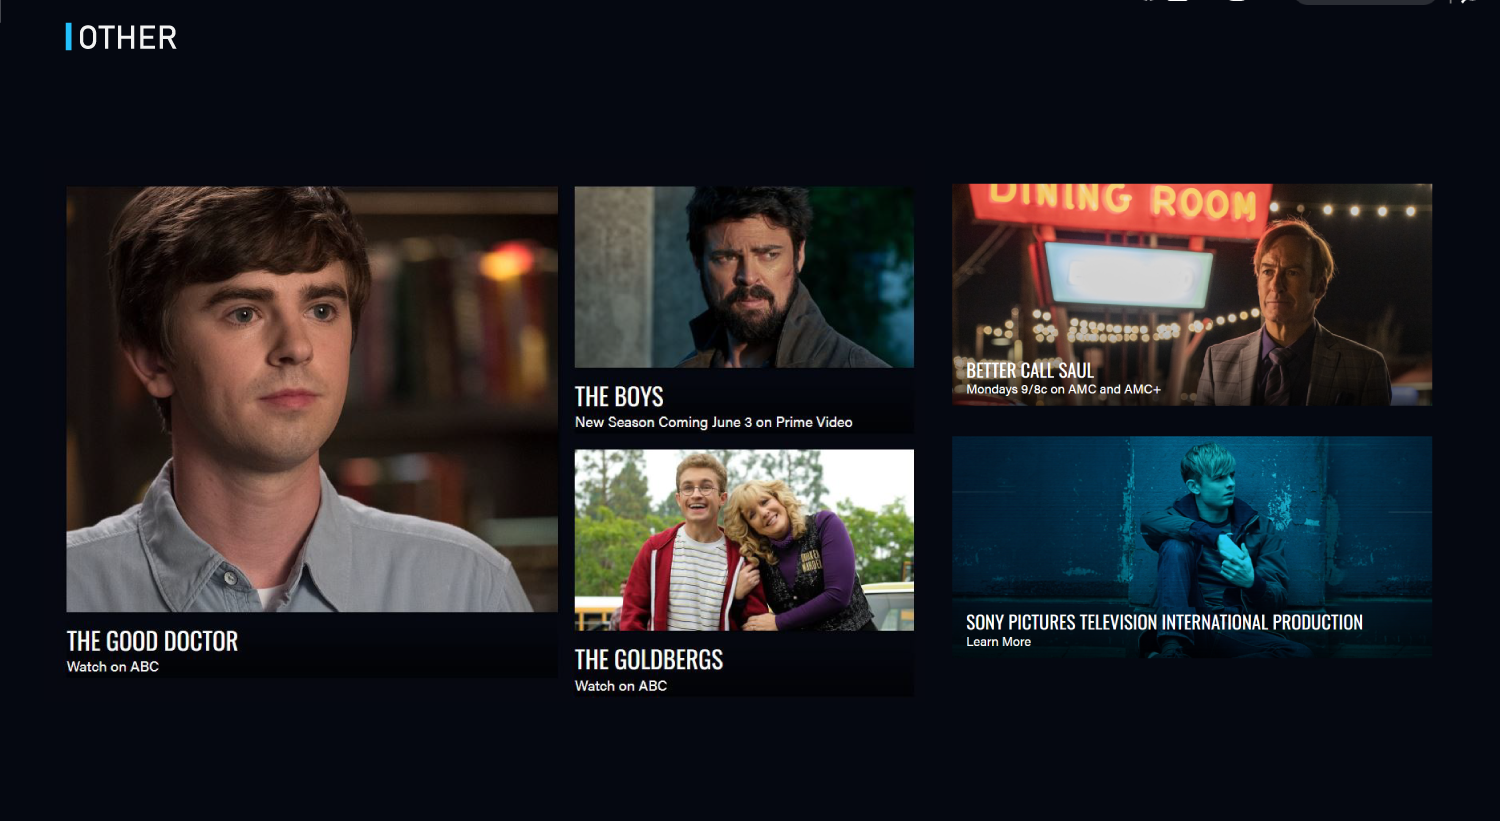 OTHER
THE GOOD DOCTOR
Watch on ABC
THE BOYS
New Season Coming June 3 on Prime Video
THE GOLDBERGS
Watch on ABC
DINING ROOM
BETTER CALL SAUL
Mondays 9/8c on AMC and AMC+
SONY PICTURES TELEVISION INTERNATIONAL PRODUCTION
Learn More